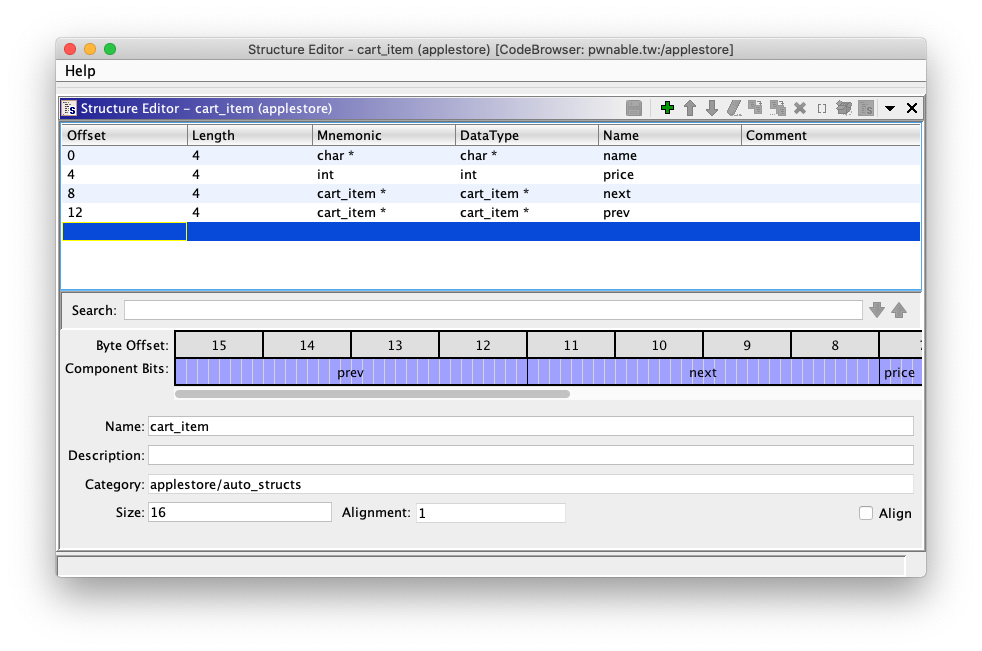 Structure Editor - cart_item (applestore) [CodeBrowser: pwnable.tw:/applestore]
Help
Structure Editor - cart_item (applestore)
Offset Length Mnemonic DataType Name Comment
0 4 char * char * name
4 4 int int price
8 4 cart_item * cart_item * next
12 4 cart_item * cart_item * prev
Search:
Byte Offset: 15 14 13 12 11 10 9 8
Component Bits: prev next price
Name: cart_item
Description:
Category: applestore/auto_structs
Size: 16 Alignment: 1 Align